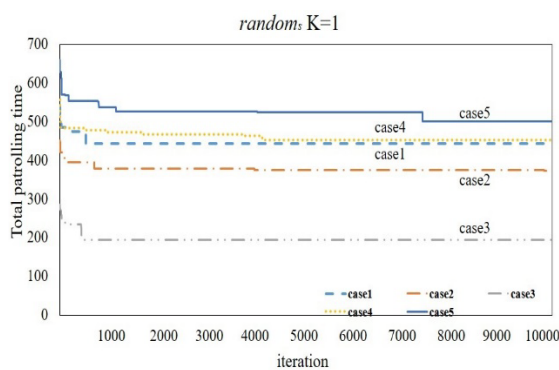 randomₛ K=1
Total patrolling time
700
600
500
400
300
200
100
0
case5
case4
case1
case2
case3
case1 case2 case3
case4 case5
1000 2000 3000 4000 5000 6000 7000 8000 9000 10000
iteration